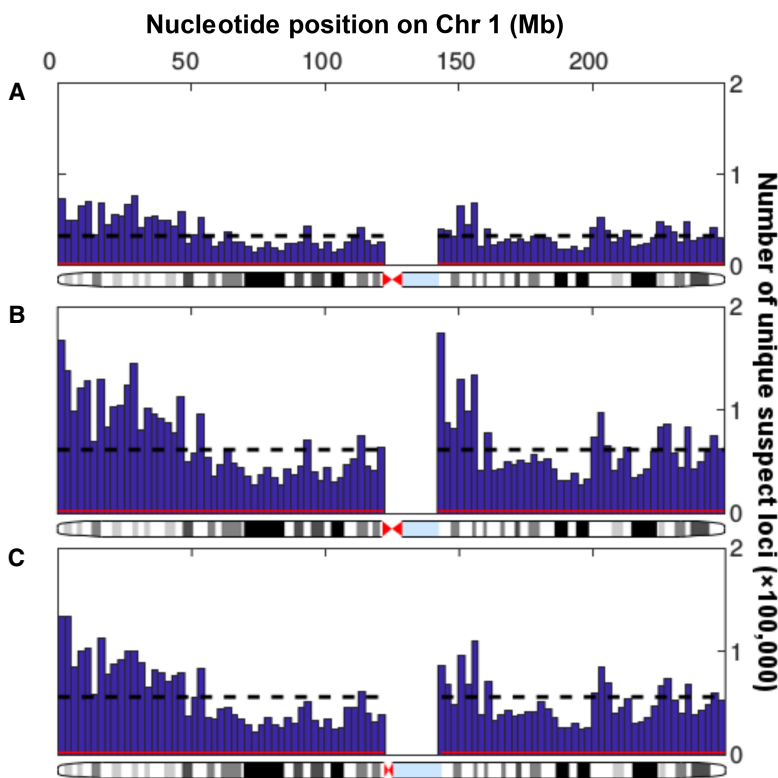 Nucleotide position on Chr 1 (Mb)
0 50 100 150 200
A
2
1
0
B
2
1
0
C
2
1
0
Number of unique suspect loci (×100,000)